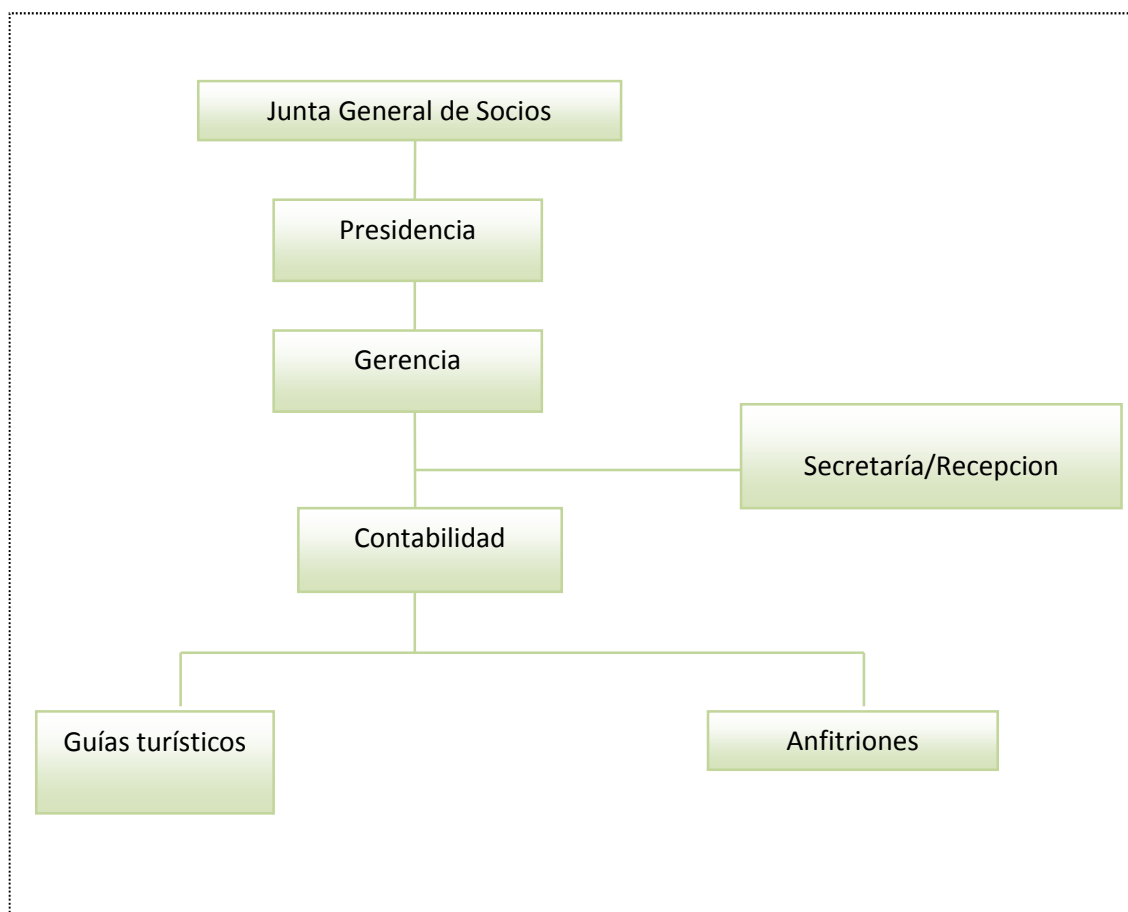 Junta General de Socios
Presidencia
Gerencia
Secretaría/Recepcion
Contabilidad
Guías turísticos
Anfitriones